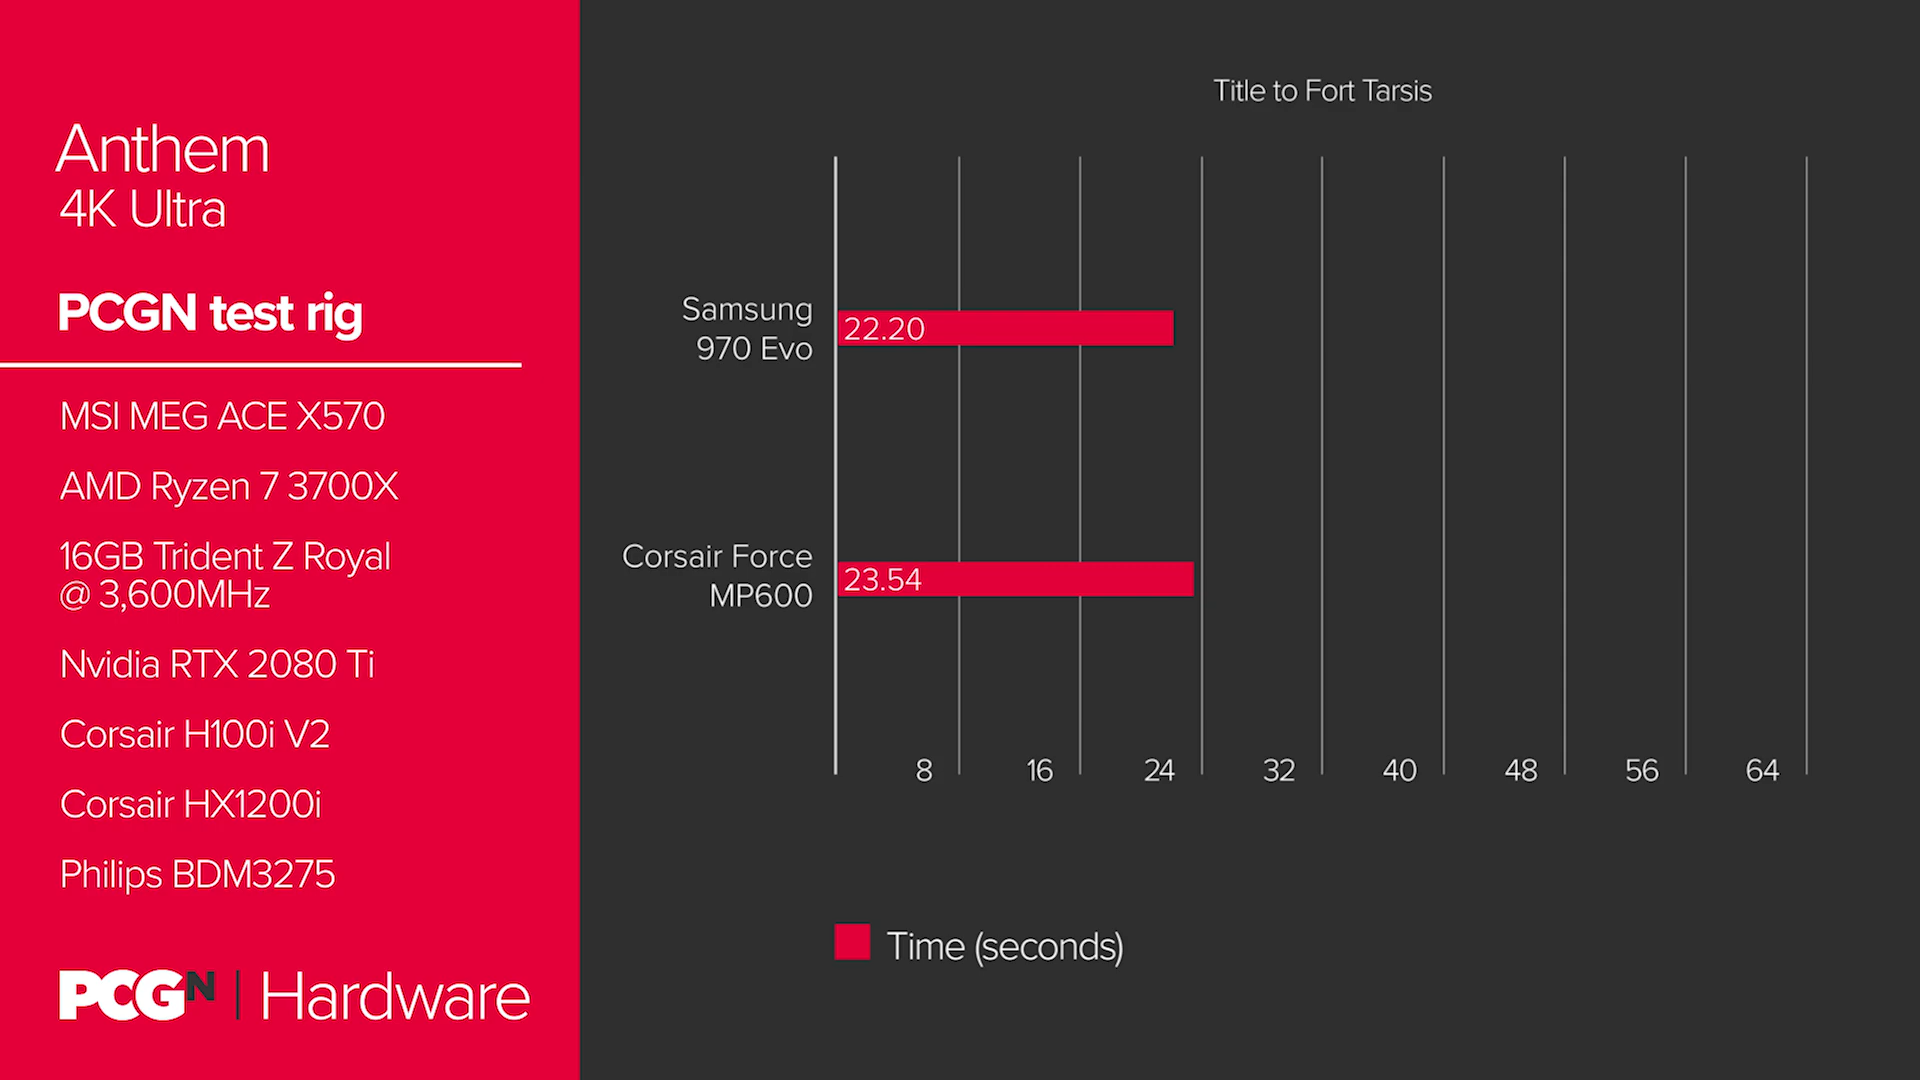 Anthem
4K Ultra
PCGN test rig
MSI MEG ACE X570
AMD Ryzen 7 3700X
16GB Trident Z Royal
@ 3,600MHz
Nvidia RTX 2080 Ti
Corsair H100i V2
Corsair HX1200i
Philips BDM3275
PCGN | Hardware
Title to Fort Tarsis
Samsung
970 Evo
22.20
Corsair Force
MP600
23.54
8 16 24 32 40 48 56 64
Time (seconds)